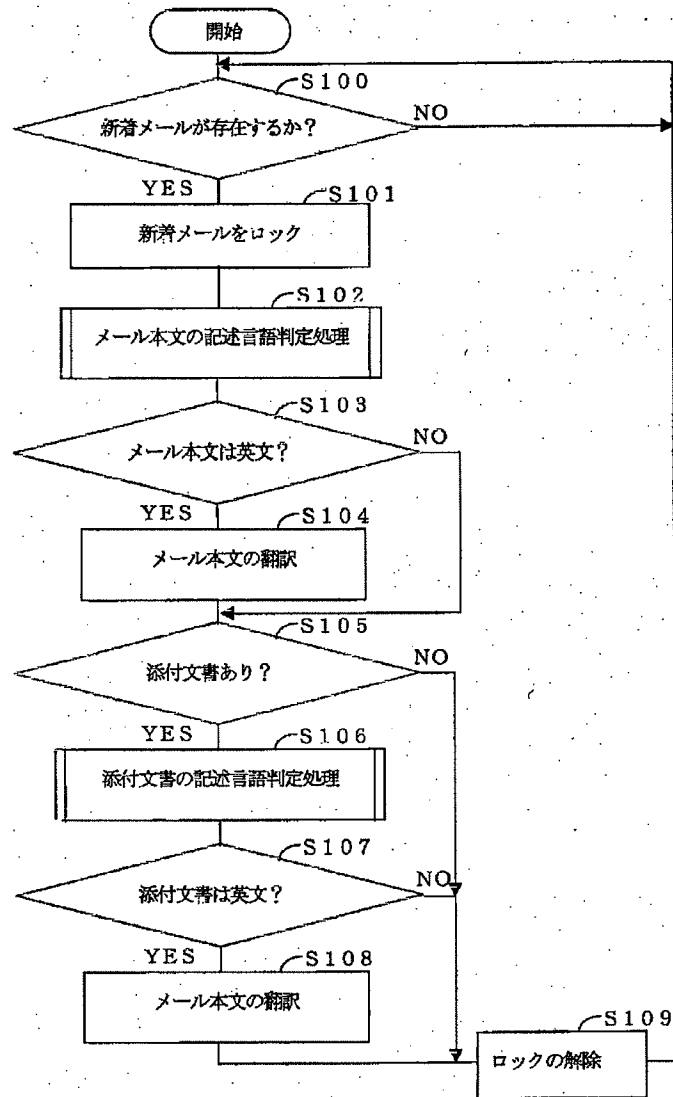 開始
S100
新着メールが存在するか?
NO
YES
S101
新着メールをロック
S102
メール本文の記述言語判定処理
S103
メール本文は英文?
NO
YES
S104
メール本文の翻訳
S105
添付文書あり?
NO
YES
S106
添付文書の記述言語判定処理
S107
添付文書は英文?
NO
YES
S108
メール本文の翻訳
S109
ロックの解除